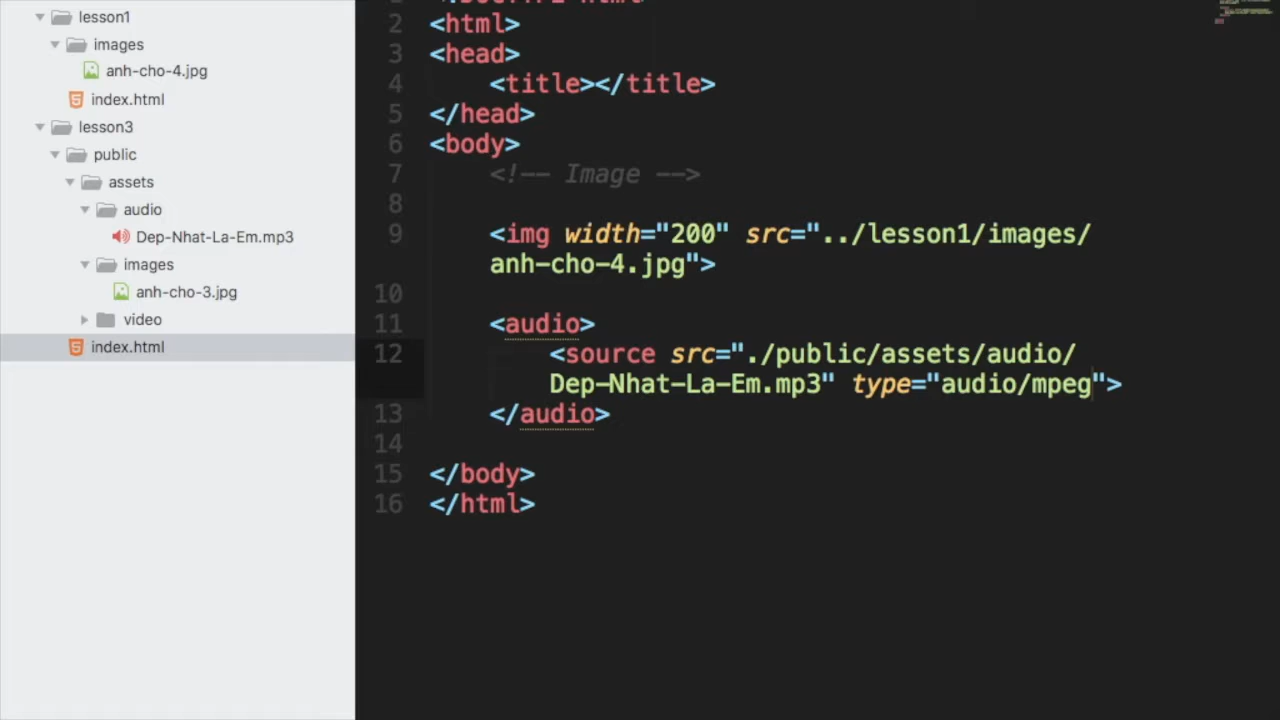 lesson1
images
anh-cho-4.jpg
index.html
lesson3
public
assets
audio
Dep-Nhat-La-Em.mp3
images
anh-cho-3.jpg
video
index.html
2 <html>
3 <head>
4 <title></title>
5 </head>
6 <body>
7 <!-- Image -->
8
9 <img width="200" src="../lesson1/images/
anh-cho-4.jpg">
10
11 <audio>
12 <source src="./public/assets/audio/
Dep-Nhat-La-Em.mp3" type="audio/mpeg">
13 </audio>
14
15 </body>
16 </html>